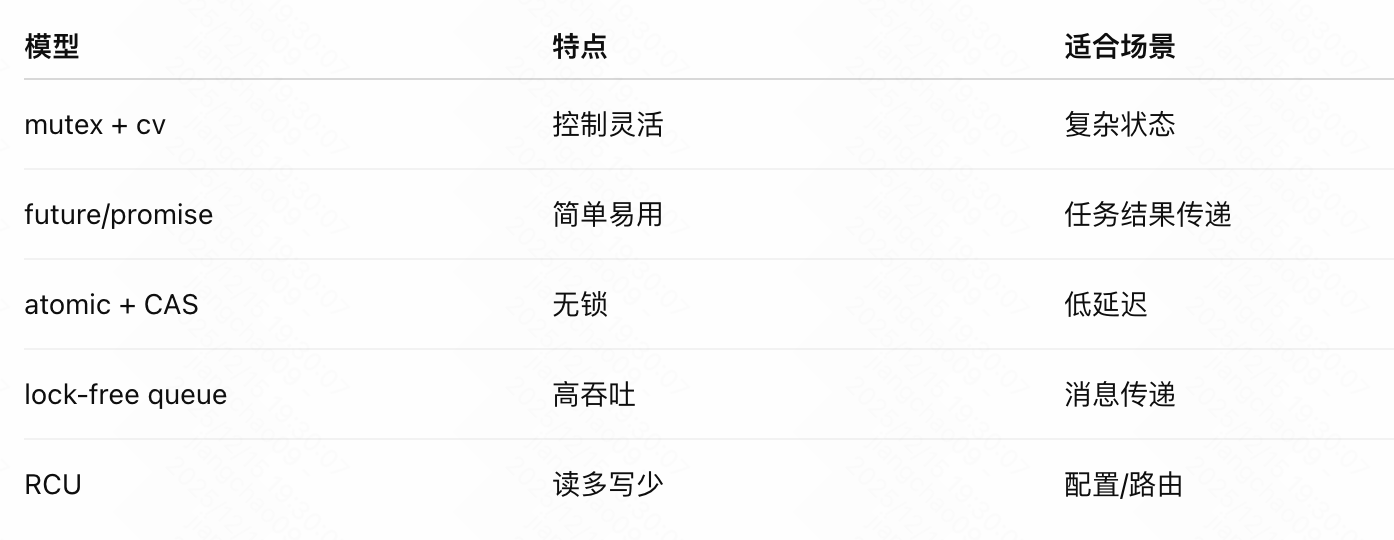 模型 特点 适合场景
mutex + cv 控制灵活 复杂状态
future/promise 简单易用 任务结果传递
atomic + CAS 无锁 低延迟
lock-free queue 高吞吐 消息传递
RCU 读多写少 配置/路由